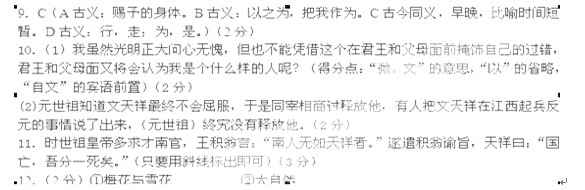 9．C（A古义：赐予的身体。B古义：以之为，把我作为。C古今同义，早晚，比喻时间短
暂。D古义：行，走；为，是。）（2分）
10．（1）我虽然光明正大问心无愧，但也不能凭借这个在君王和父母面前掩饰自己的过错，
君王和父母面又将会认为我是个什么样的人呢？（得分点：“微、文”的意思，“以”的省略，
“自文”的宾语前置）（2分）
(2)元世祖知道文天祥最终不会屈服，于是同宰相商讨释放他，有人把文天祥在江西起兵反
元的事情说了出来，（元世祖）终究没有释放他。（2分）
11．时世祖皇帝多求才南官，王积翁言：“南人无如天祥者。”遂遣积翁谕旨，天祥曰：“国
亡，吾分一死矣。”（只要用斜线标出即可）（3分）
12．（2分）①梅花与雪花 ②大自然